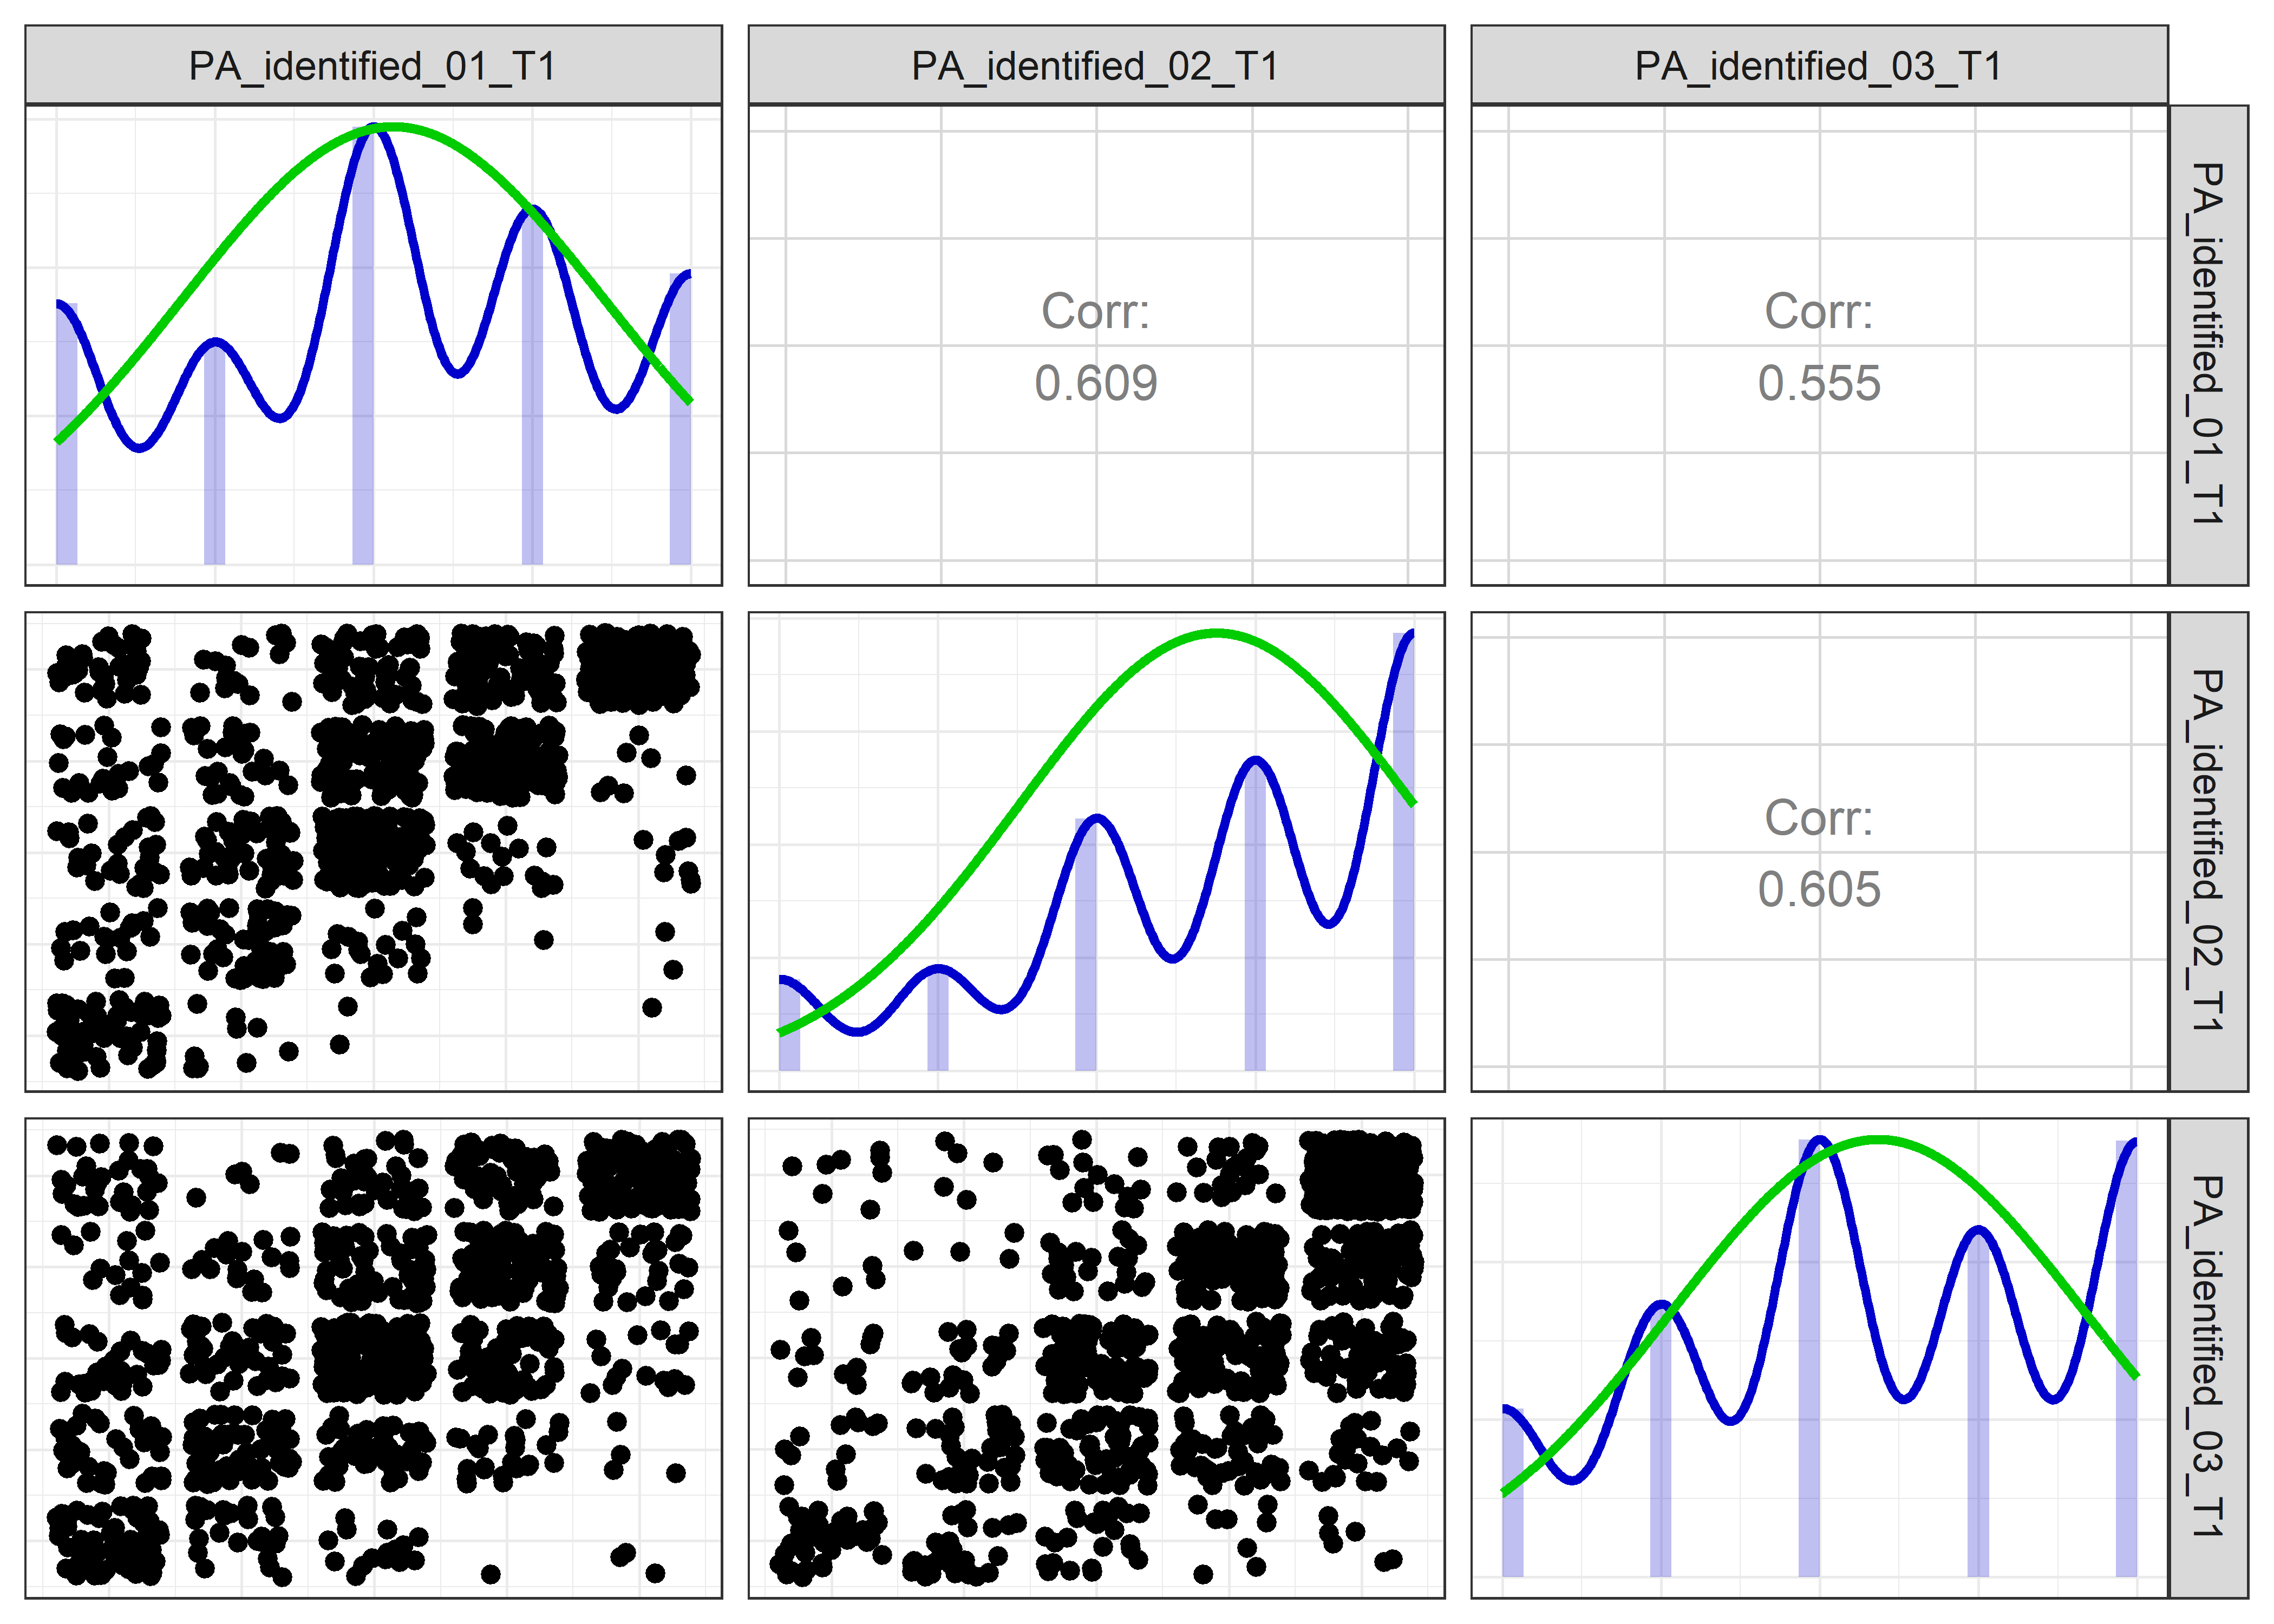 PA_identified_01_T1
PA_identified_02_T1
PA_identified_03_T1
Corr:
0.609
Corr:
0.555
PA_identified_01_T1
Corr:
0.605
PA_identified_02_T1
PA_identified_03_T1